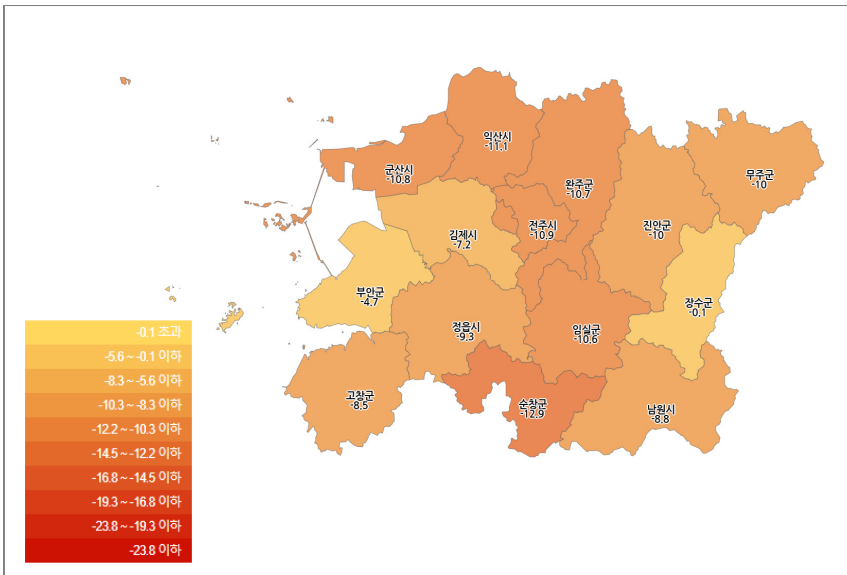 익산시
-11.1
군산시
-10.8
완주군
-10.7
무주군
-10
전주시
-10.9
진안군
-10
김제시
-7.2
부안군
-4.7
장수군
-0.1
정읍시
-9.3
임실군
-10.6
고창군
-8.5
순창군
-12.9
남원시
-8.8
-0.1 초과
-5.6 ~ -0.1 이하
-8.3 ~ -5.6 이하
-10.3 ~ -8.3 이하
-12.2 ~ -10.3 이하
-14.5 ~ -12.2 이하
-16.8 ~ -14.5 이하
-19.3 ~ -16.8 이하
-23.8 ~ -19.3 이하
-23.8 이하